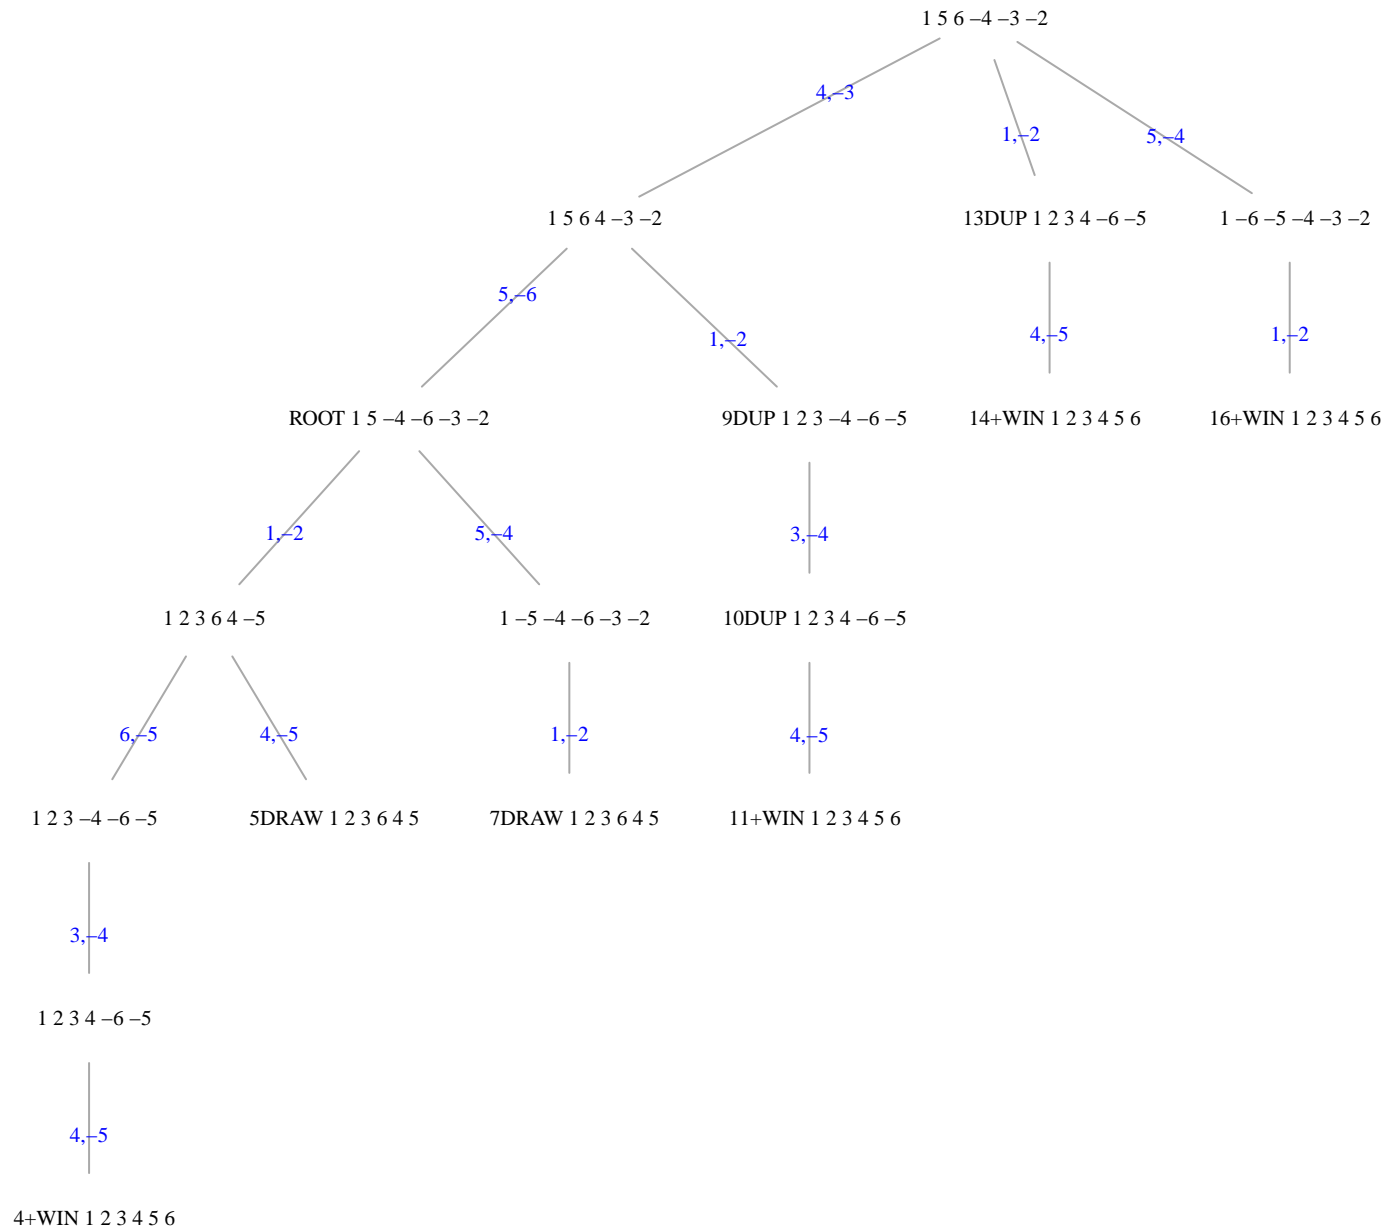 1 5 6 –4 –3 –2
4,–3
1,–2
5,–4
1 5 6 4 –3 –2
13DUP 1 2 3 4 –6 –5
1 –6 –5 –4 –3 –2
5,–6
1,–2
4,–5
1,–2
ROOT 1 5 –4 –6 –3 –2
9DUP 1 2 3 –4 –6 –5
14+WIN 1 2 3 4 5 6
16+WIN 1 2 3 4 5 6
1,–2
5,–4
3,–4
1 2 3 6 4 –5
1 –5 –4 –6 –3 –2
10DUP 1 2 3 4 –6 –5
6,–5
4,–5
1,–2
4,–5
1 2 3 –4 –6 –5
5DRAW 1 2 3 6 4 5
7DRAW 1 2 3 6 4 5
11+WIN 1 2 3 4 5 6
3,–4
1 2 3 4 –6 –5
4,–5
4+WIN 1 2 3 4 5 6